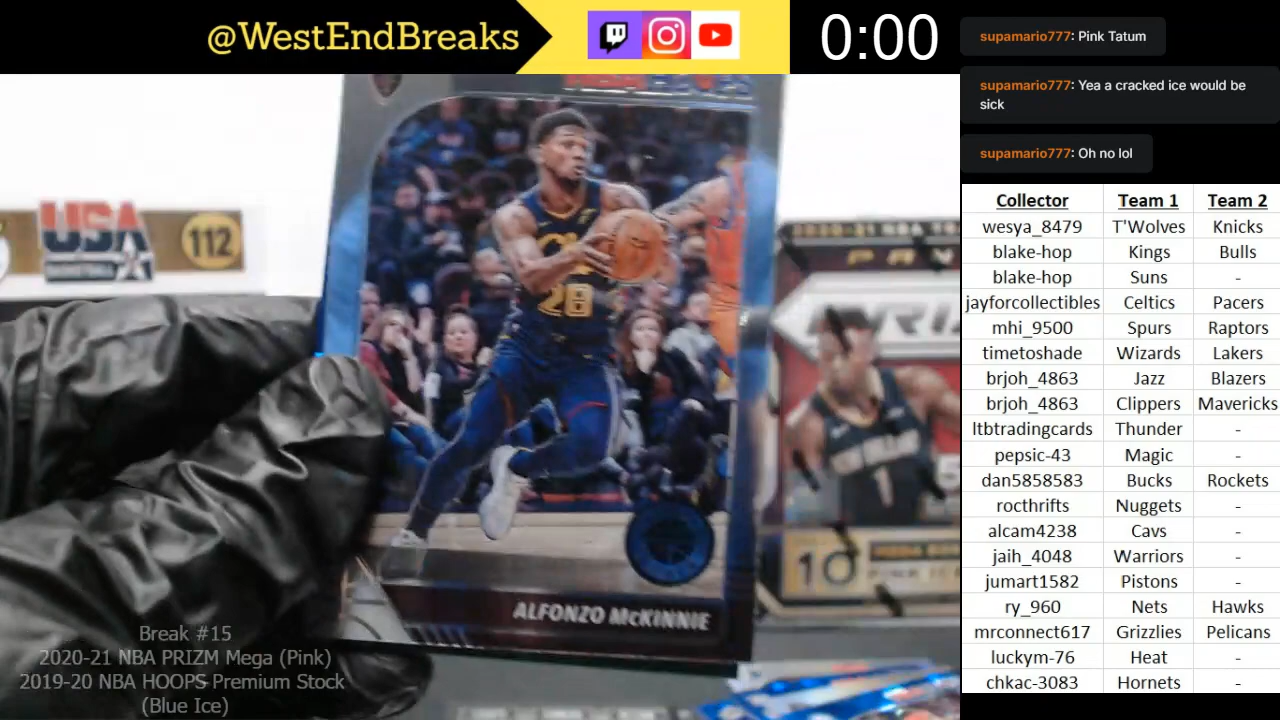 @WestEndBreaks
0:00
supamario777: Pink Tatum
supamario777: Yea a cracked ice would be
sick
supamario777: Oh no lol
USA
BASKETBALL
112
28
ALFONZO McKINNIE
1
10
Collector Team 1 Team 2
wesya_8479 T'Wolves Knicks
blake-hop Kings Bulls
blake-hop Suns -
jayforcollectibles Celtics Pacers
mhi_9500 Spurs Raptors
timetoshade Wizards Lakers
brjoh_4863 Jazz Blazers
brjoh_4863 Clippers Mavericks
ltbtradingcards Thunder -
pepsic-43 Magic -
dan5858583 Bucks Rockets
rocthrifts Nuggets -
alcam4238 Cavs -
jaih_4048 Warriors -
jumart1582 Pistons -
ry_960 Nets Hawks
mrconnect617 Grizzlies Pelicans
luckym-76 Heat -
chkac-3083 Hornets -
Break #15
2020-21 NBA PRIZM Mega (Pink)
2019-20 NBA HOOPS Premium Stock
(Blue Ice)